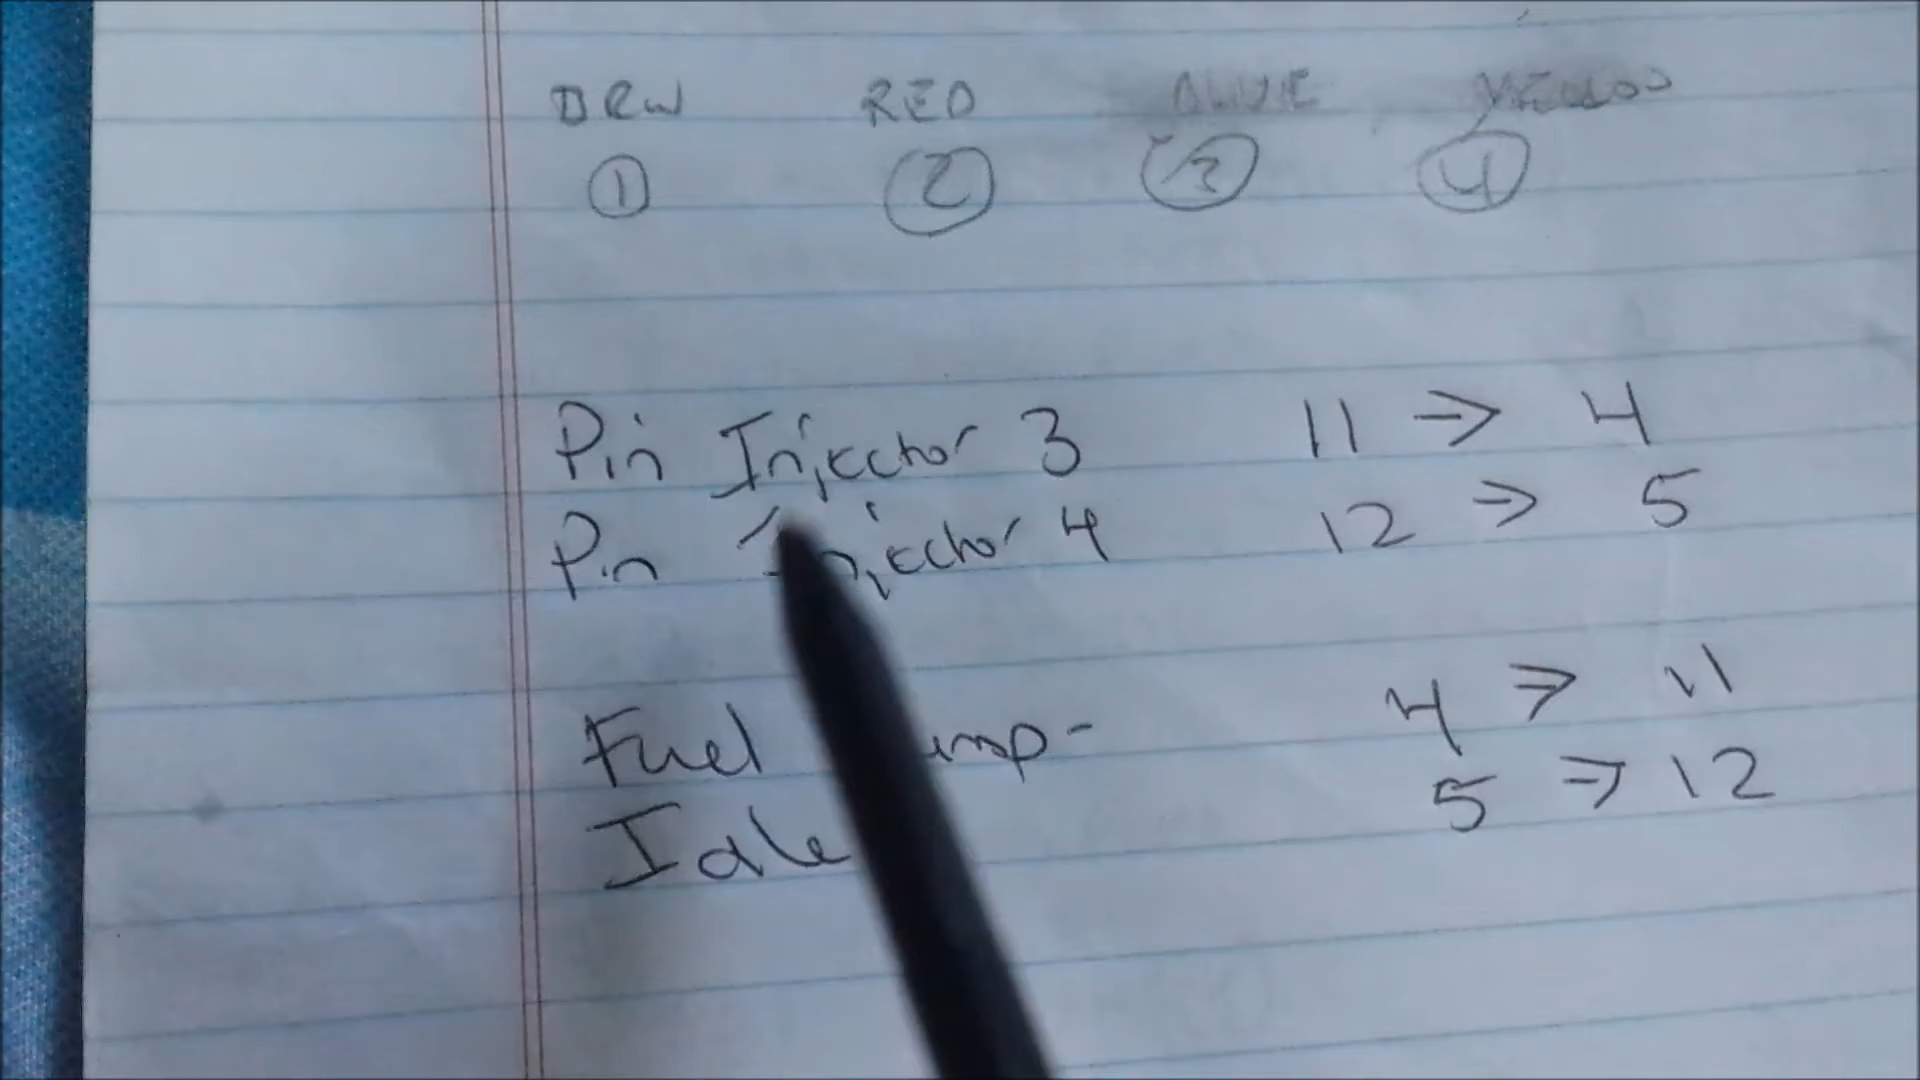 BRW RED BLUE
① ② ③ ④
Pin Injector 3 11 → 4
Pin Injector 4 12 → 5
Fuel 4 → 11
Idle 5 → 12